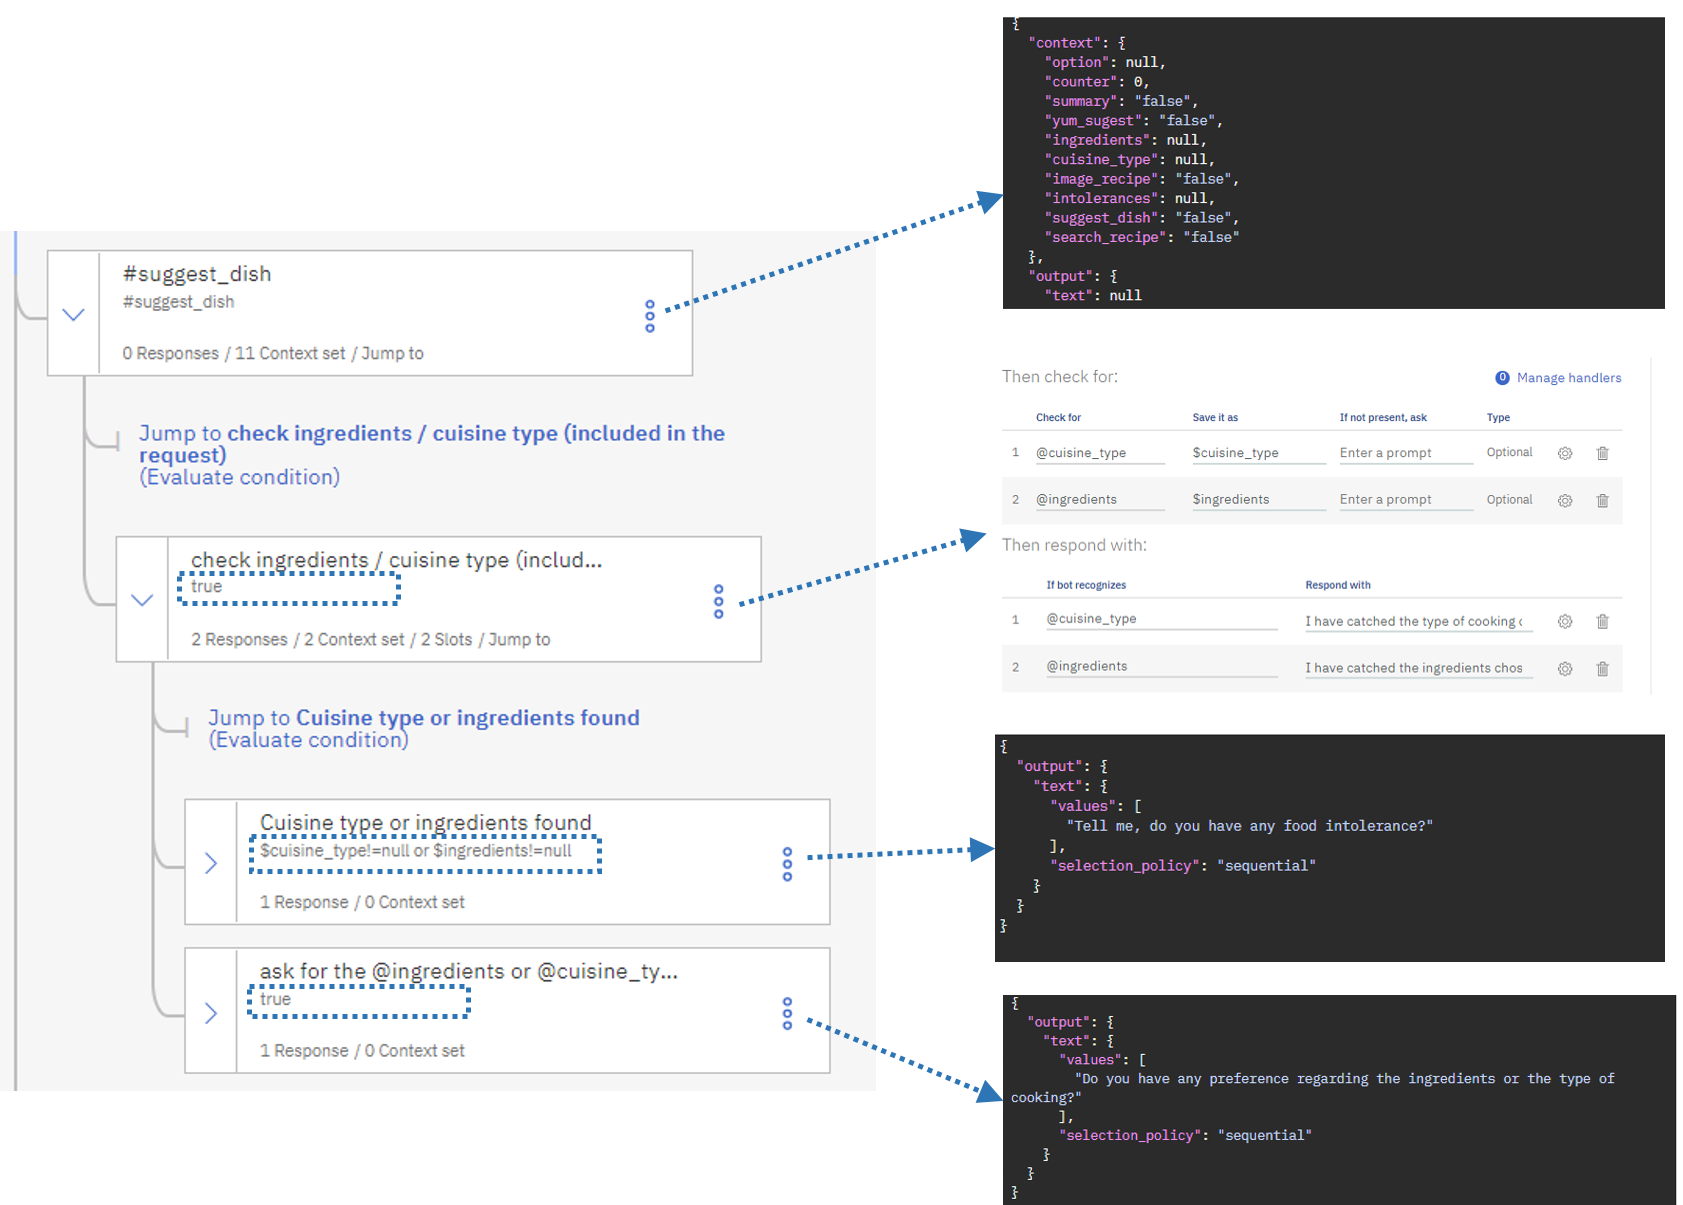 #suggest_dish
#suggest_dish
0 Responses / 11 Context set / Jump to
Jump to check ingredients / cuisine type (included in the
request)
(Evaluate condition)
check ingredients / cuisine type (includ...
true
2 Responses / 2 Context set / 2 Slots / Jump to
Jump to Cuisine type or ingredients found
(Evaluate condition)
Cuisine type or ingredients found
$cuisine_type!=null or $ingredients!=null
1 Response / 0 Context set
ask for the @ingredients or @cuisine_ty...
true
1 Response / 0 Context set
{
"context": {
"option": null,
"counter": 0,
"summary": "false",
"yum_sugest": "false",
"ingredients": null,
"cuisine_type": null,
"image_recipe": "false",
"intolerances": null,
"suggest_dish": "false",
"search_recipe": "false"
},
"output": {
"text": null
Then check for:
0 Manage handlers
Check for Save it as If not present, ask Type
1 @cuisine_type $cuisine_type Enter a prompt Optional
2 @ingredients $ingredients Enter a prompt Optional
Then respond with:
If bot recognizes Respond with
1 @cuisine_type I have catched the type of cooking c
2 @ingredients I have catched the ingredients chos
{
"output": {
"text": {
"values": [
"Tell me, do you have any food intolerance?"
],
"selection_policy": "sequential"
}
}
}
{
"output": {
"text": {
"values": [
"Do you have any preference regarding the ingredients or the type of
cooking?"
],
"selection_policy": "sequential"
}
}
}